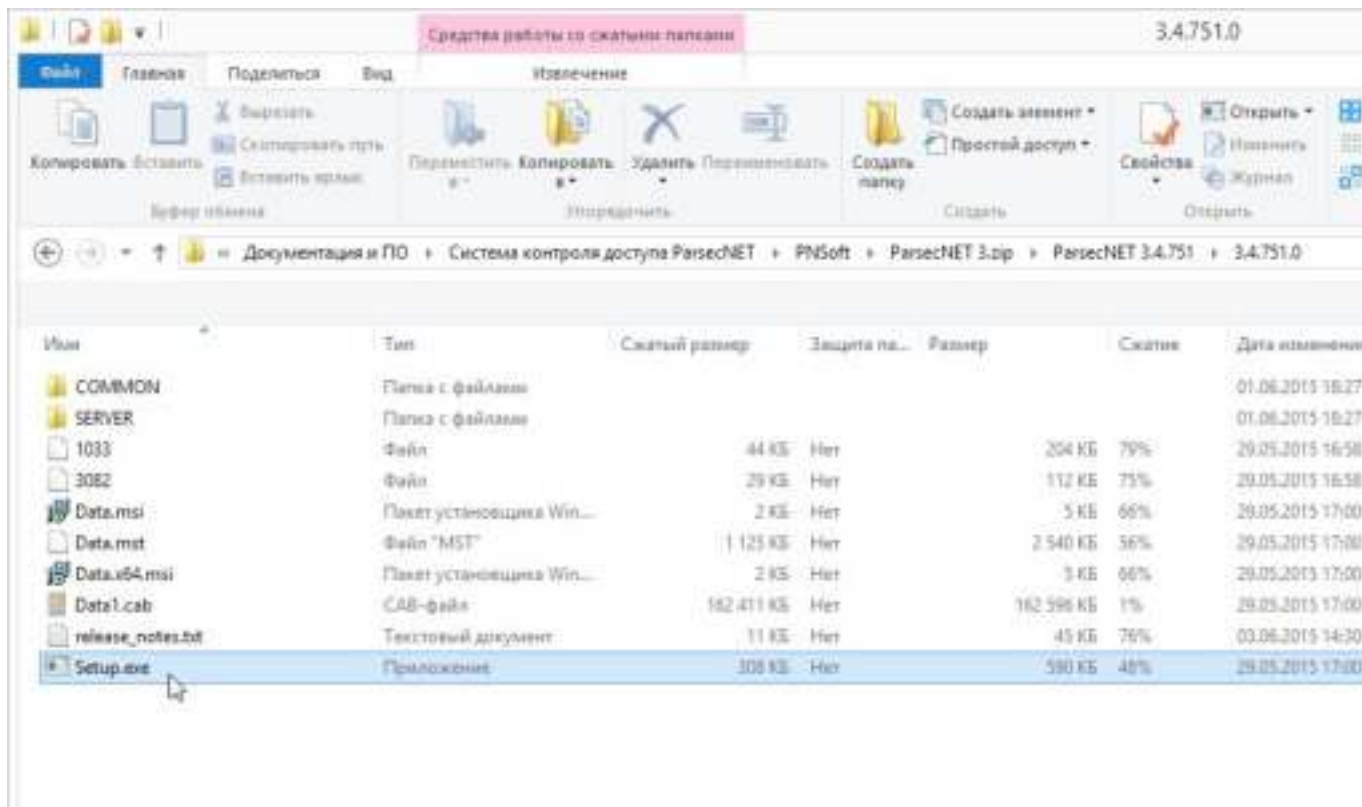 Средства работы со сжатыми папками
3.4.751.0
Файл Главная Поделиться Вид Извлечение
Копировать Вставить
Вырезать
Скопировать путь
Вставить ярлык
Переместить в Копировать в Удалить Переименовать
Создать папку
Создать элемент
Простой доступ
Свойства
Открыть
Изменить
Журнал
Буфер обмена Упорядочить Создать Открыть
« Документация и ПО Система контроля доступа ParsecNET PNSoft ParsecNET 3.zip ParsecNET 3.4.751 3.4.751.0
Имя Тип Сжатый размер Защита па... Размер Сжатие Дата изменения
COMMON Папка с файлами 01.06.2015 18:27
SERVER Папка с файлами 01.06.2015 18:27
1033 Файл 44 КБ Нет 204 КБ 79% 29.05.2015 16:58
3082 Файл 29 КБ Нет 112 КБ 75% 29.05.2015 16:58
Data.msi Пакет установщика Win... 2 КБ Нет 5 КБ 66% 29.05.2015 17:00
Data.mst Файл "MST" 1 125 КБ Нет 2 540 КБ 56% 29.05.2015 17:00
Data.x64.msi Пакет установщика Win... 2 КБ Нет 5 КБ 66% 29.05.2015 17:00
Data1.cab CAB-файл 162 411 КБ Нет 162 596 КБ 1% 29.05.2015 17:00
release_notes.txt Текстовый документ 11 КБ Нет 45 КБ 76% 03.06.2015 14:30
Setup.exe Приложение 308 КБ Нет 590 КБ 48% 29.05.2015 17:00